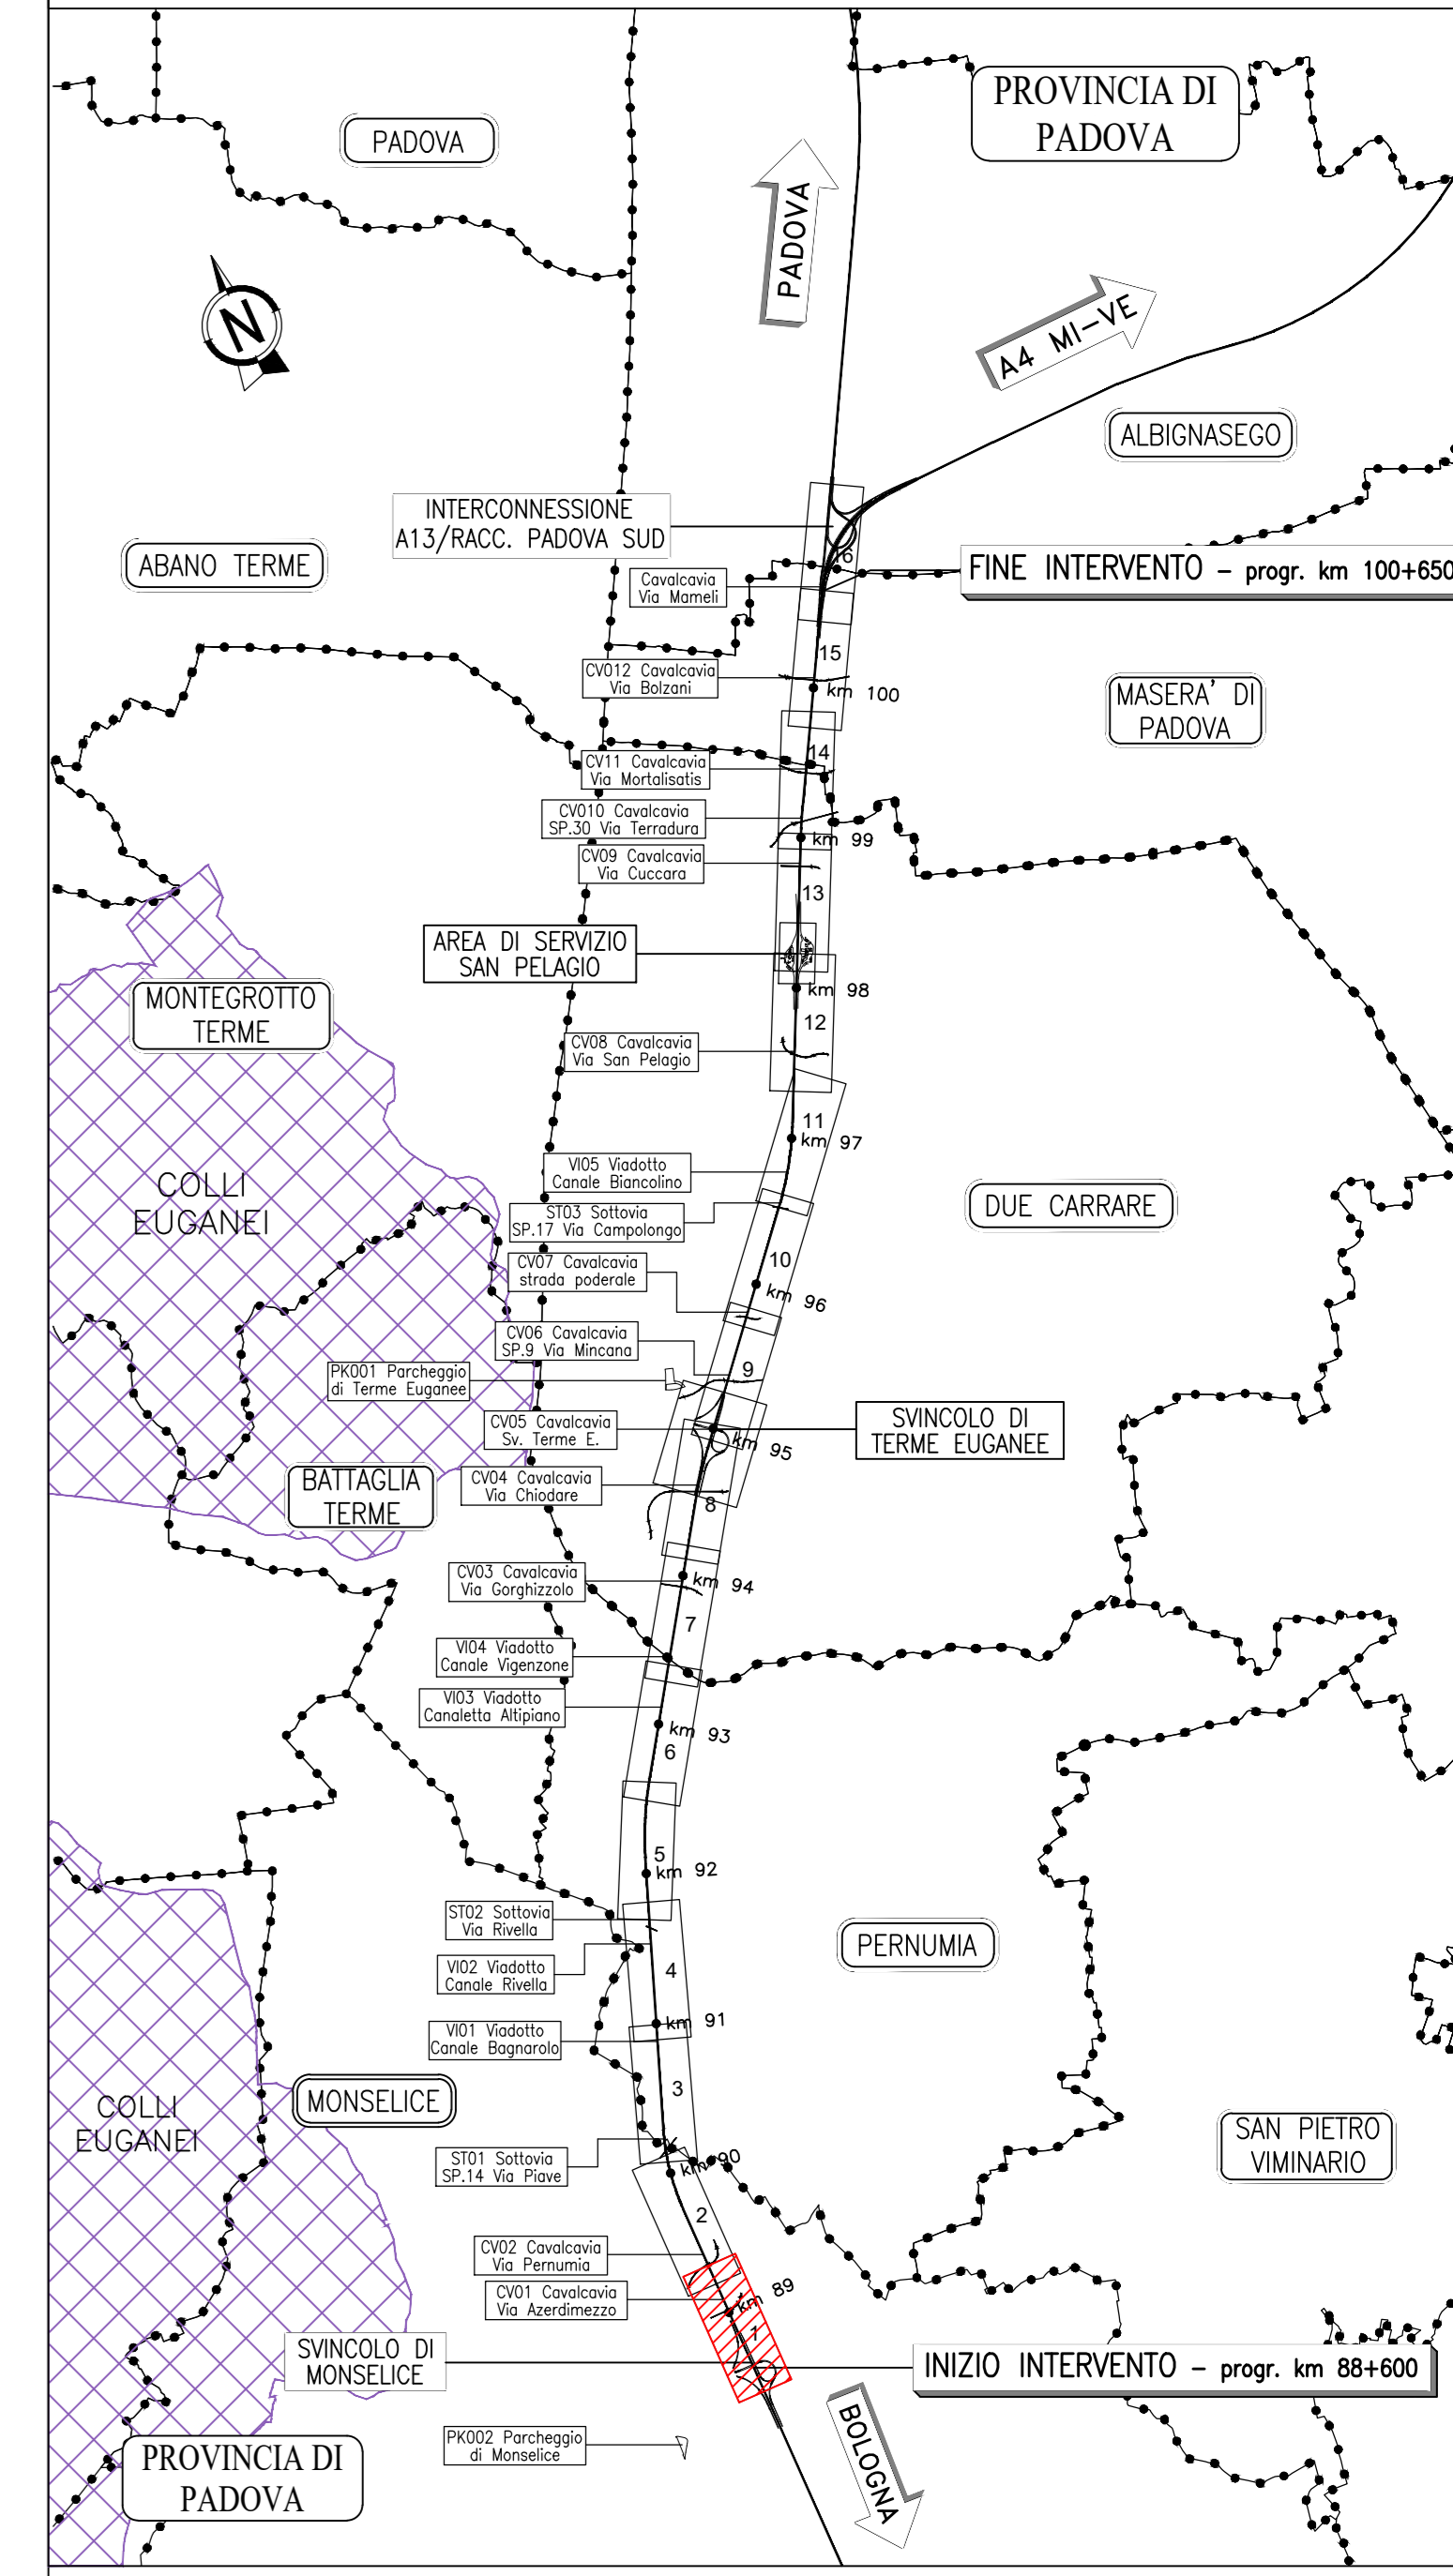 PROVINCIA DI
PADOVA
PADOVA
PADOVA
N
A4 MI-VE
ALBIGNASEGO
INTERCONNESSIONE
A13/RACC. PADOVA SUD
ABANO TERME
16
FINE INTERVENTO - progr. km 100+650
Cavalcavia
Via Mameli
15
CV012 Cavalcavia
Via Bolzani
km 100
MASERA' DI
PADOVA
14
CV11 Cavalcavia
Via Mortalisatis
CV010 Cavalcavia
SP.30 Via Terradura
km 99
CV09 Cavalcavia
Via Cuccara
13
AREA DI SERVIZIO
SAN PELAGIO
km 98
MONTEGROTTO
TERME
12
CV08 Cavalcavia
Via San Pelagio
11
km 97
VI05 Viadotto
Canale Biancolino
COLLI
EUGANEI
DUE CARRARE
ST03 Sottovia
SP.17 Via Campolongo
10
CV07 Cavalcavia
strada poderale
km 96
CV06 Cavalcavia
SP.9 Via Mincana
9
PK001 Parcheggio
di Terme Euganee
CV05 Cavalcavia
Sv. Terme E.
km 95
SVINCOLO DI
TERME EUGANEE
CV04 Cavalcavia
Via Chiodare
BATTAGLIA
TERME
8
CV03 Cavalcavia
Via Gorghizzolo
km 94
7
VI04 Viadotto
Canale Vigenzone
VI03 Viadotto
Canaletta Altipiano
km 93
6
5
km 92
ST02 Sottovia
Via Rivella
PERNUMIA
VI02 Viadotto
Canale Rivella
4
km 91
VI01 Viadotto
Canale Bagnarolo
3
MONSELICE
COLLI
EUGANEI
SAN PIETRO
VIMINARIO
ST01 Sottovia
SP.14 Via Piave
km 90
2
CV02 Cavalcavia
Via Pernumia
CV01 Cavalcavia
Via Azerdimezzo
km 89
1
SVINCOLO DI
MONSELICE
INIZIO INTERVENTO - progr. km 88+600
BOLOGNA
PK002 Parcheggio
di Monselice
PROVINCIA DI
PADOVA